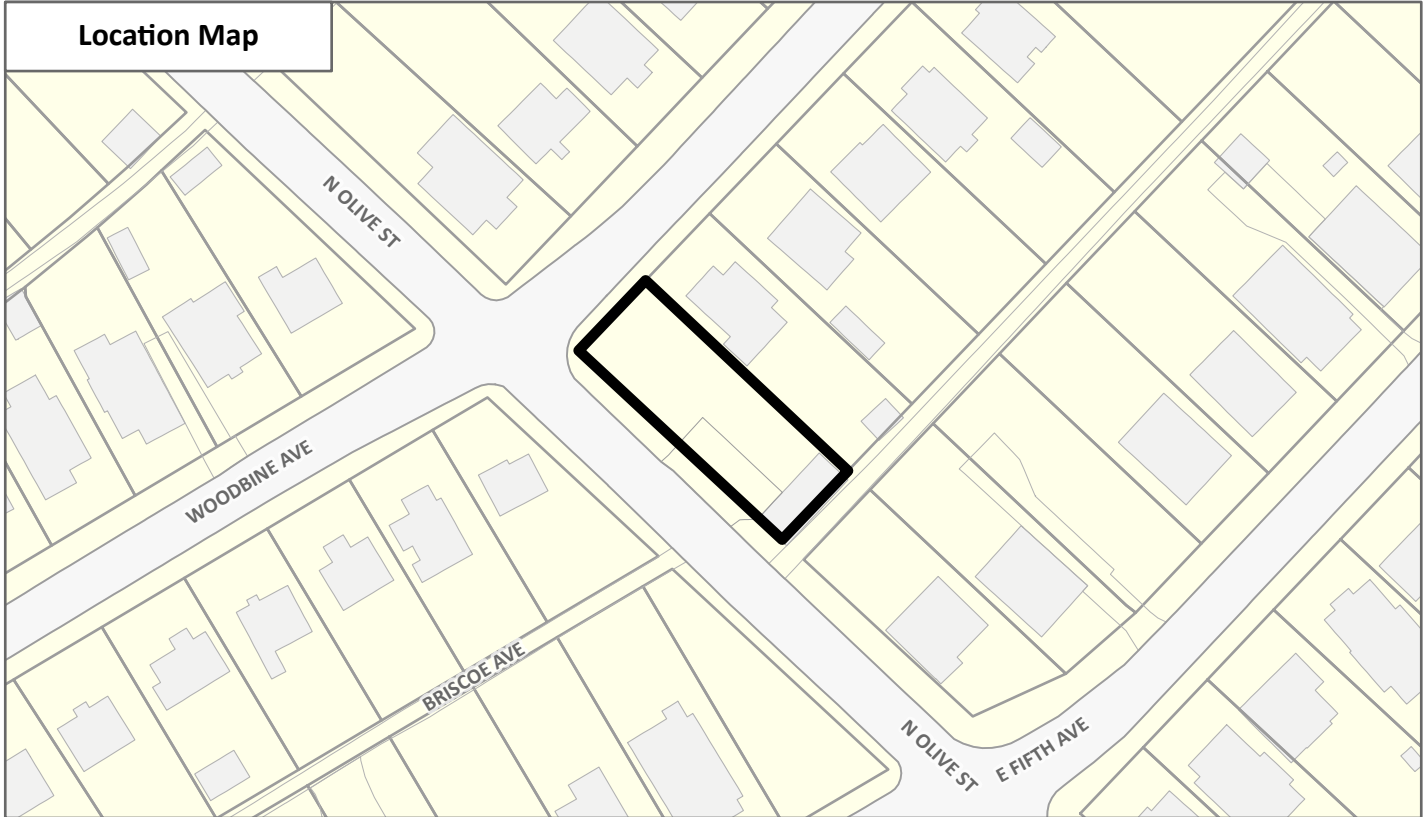 Location Map
N OLIVE ST
WOODBINE AVE
BRISCOE AVE
N OLIVE ST
E FIFTH AVE